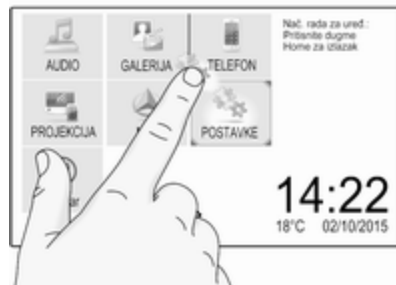 AUDIO
GALERIJA
TELEFON
Nač. rada za uređ.:
Pritisnite dugme
Home za izlazak
PROJEKCIJA
POSTAVKE
14:22
18°C 02/10/2015